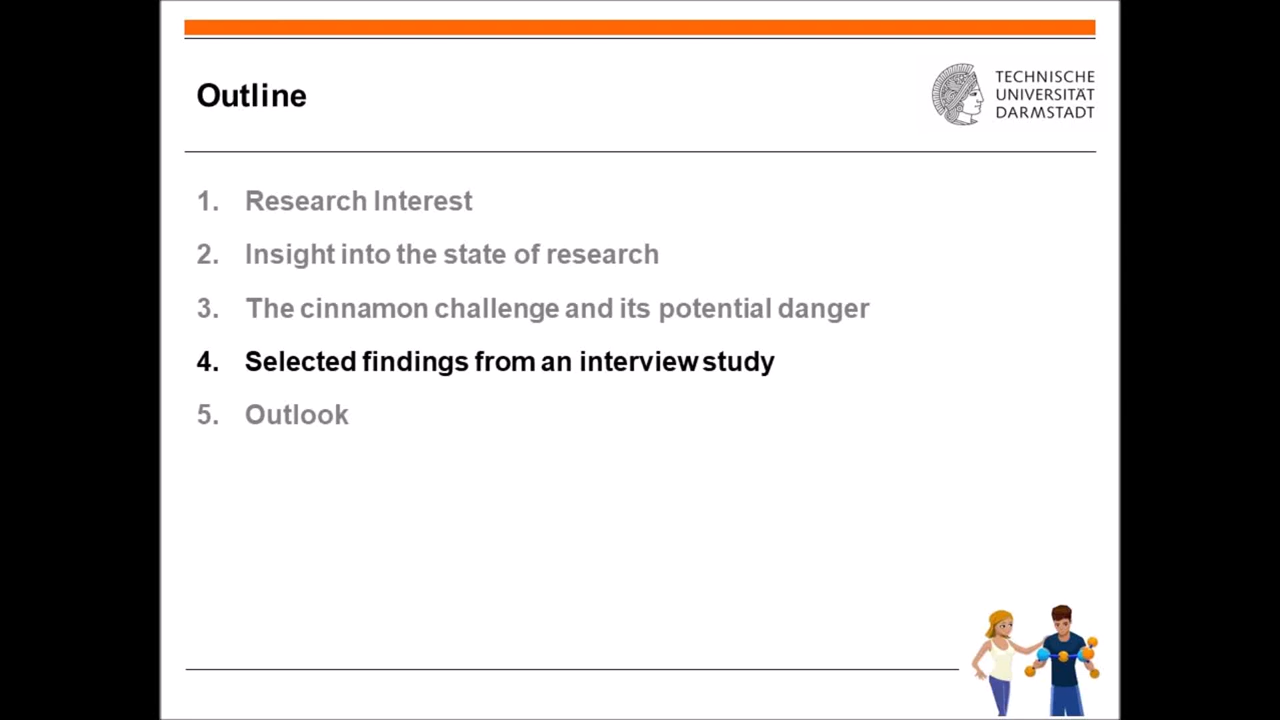 Outline
TECHNISCHE
UNIVERSITÄT
DARMSTADT
1. Research Interest
2. Insight into the state of research
3. The cinnamon challenge and its potential danger
4. Selected findings from an interview study
5. Outlook